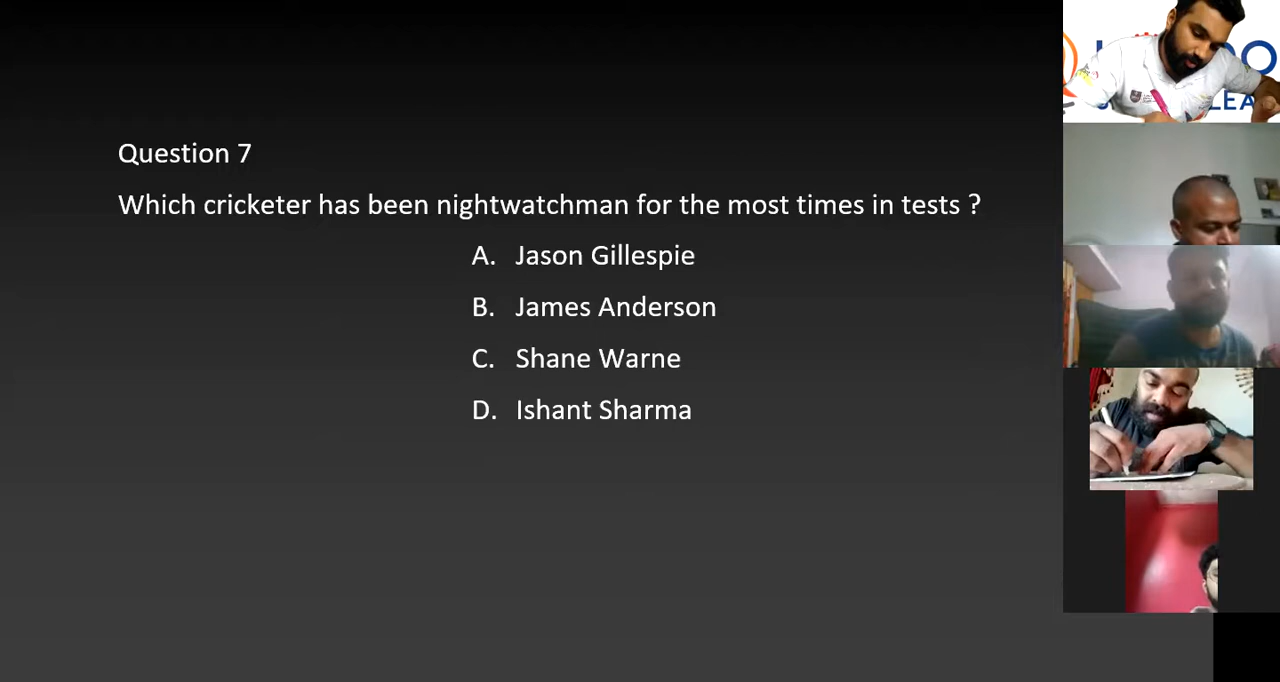 Question 7
Which cricketer has been nightwatchman for the most times in tests ?
A. Jason Gillespie
B. James Anderson
C. Shane Warne
D. Ishant Sharma